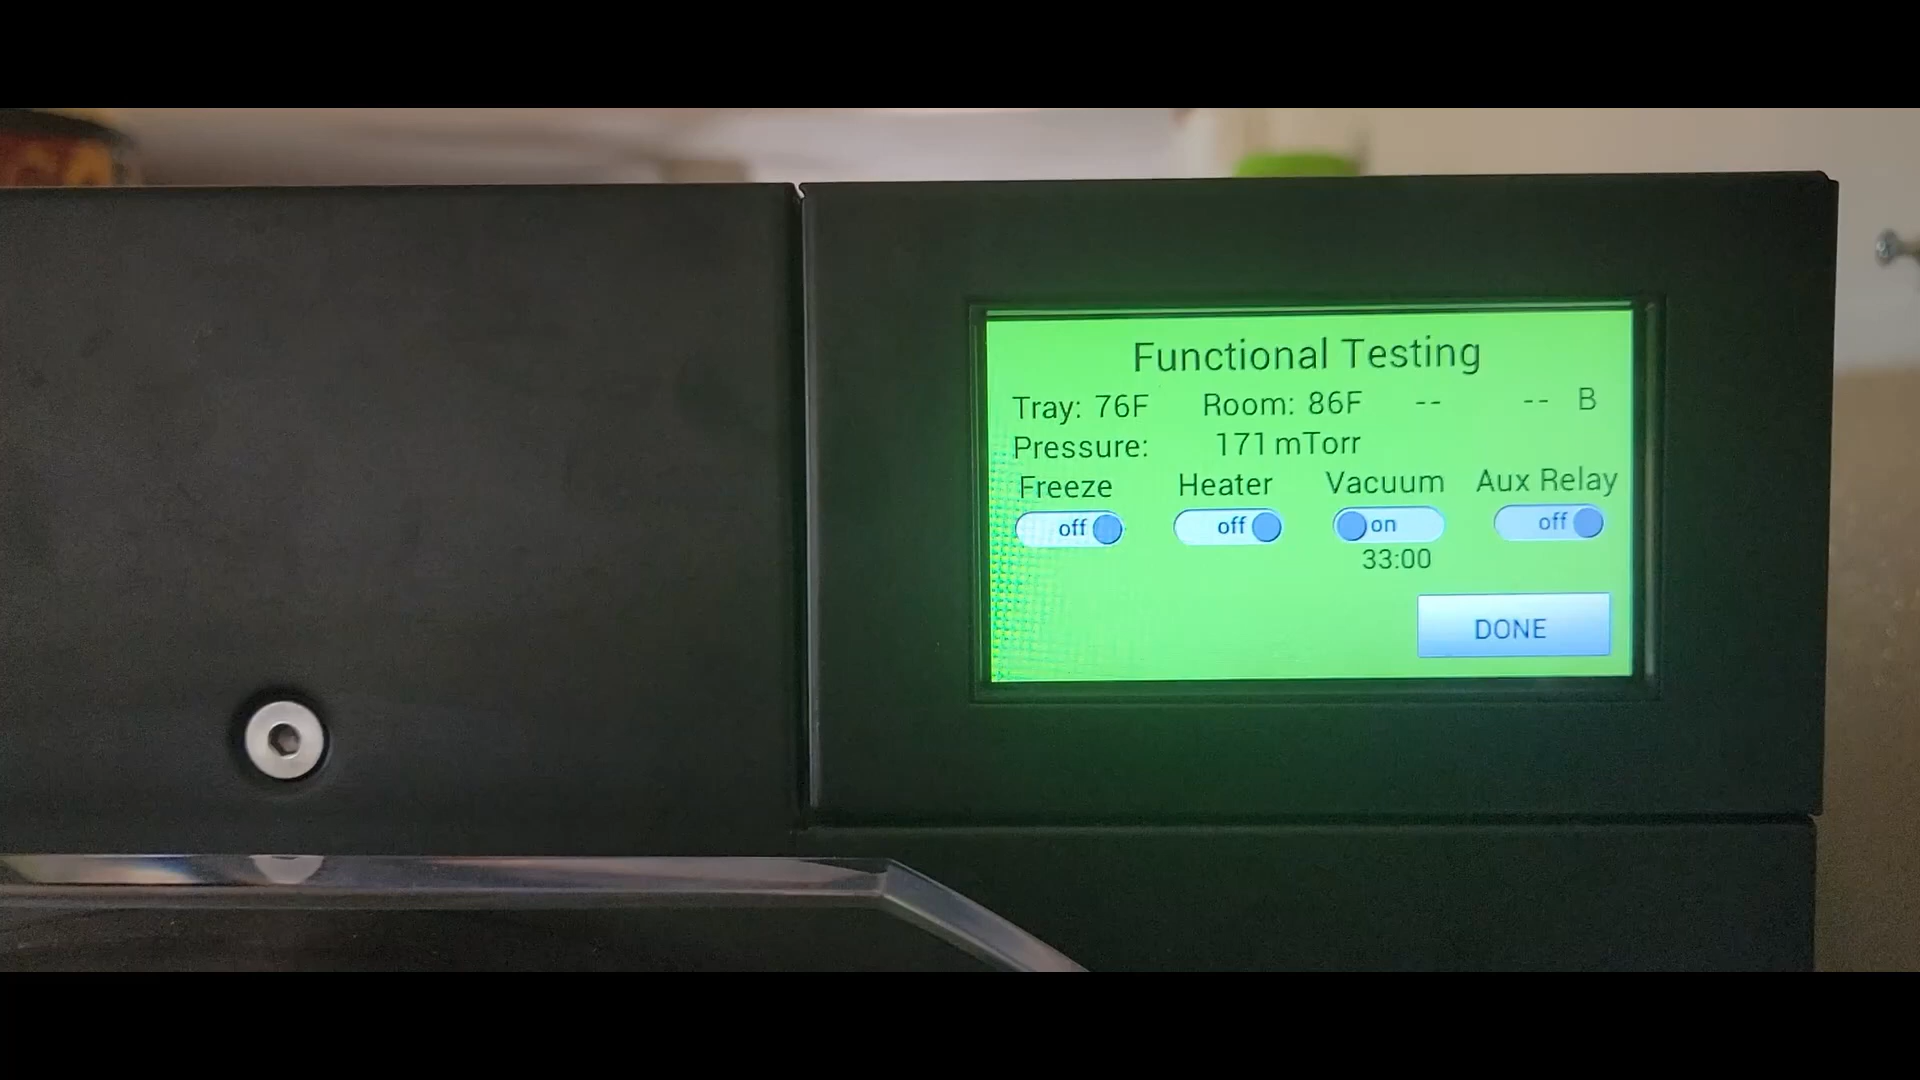 Functional Testing
Tray: 76F Room: 86F -- -- B
Pressure: 171 mTorr
Freeze Heater Vacuum Aux Relay
off off on off
33:00
DONE